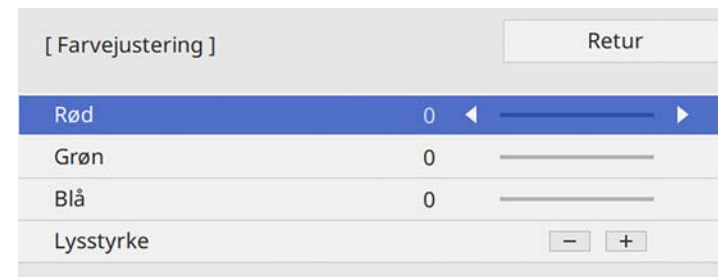 [ Farvejustering ]
Retur
Rød 0
Grøn 0
Blå 0
Lysstyrke - +